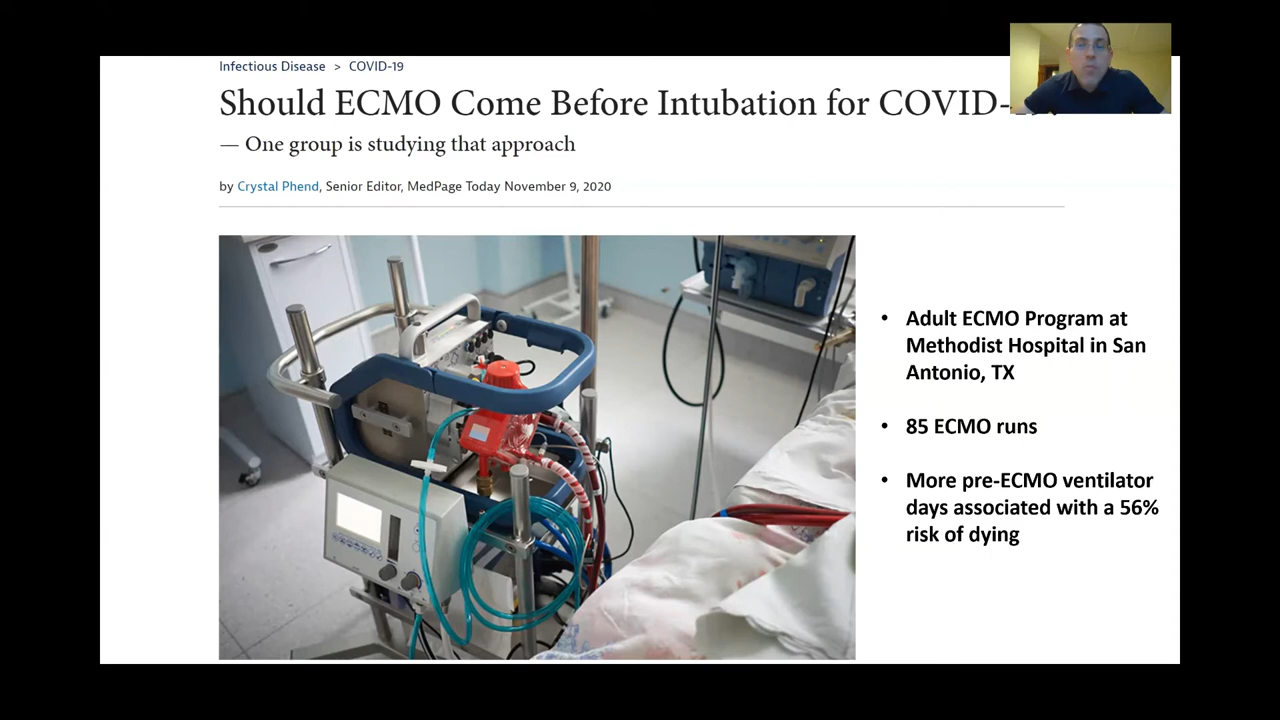 Infectious Disease > COVID-19
Should ECMO Come Before Intubation for COVID-
— One group is studying that approach
by Crystal Phend, Senior Editor, MedPage Today November 9, 2020
• Adult ECMO Program at
Methodist Hospital in San
Antonio, TX
• 85 ECMO runs
• More pre-ECMO ventilator
days associated with a 56%
risk of dying